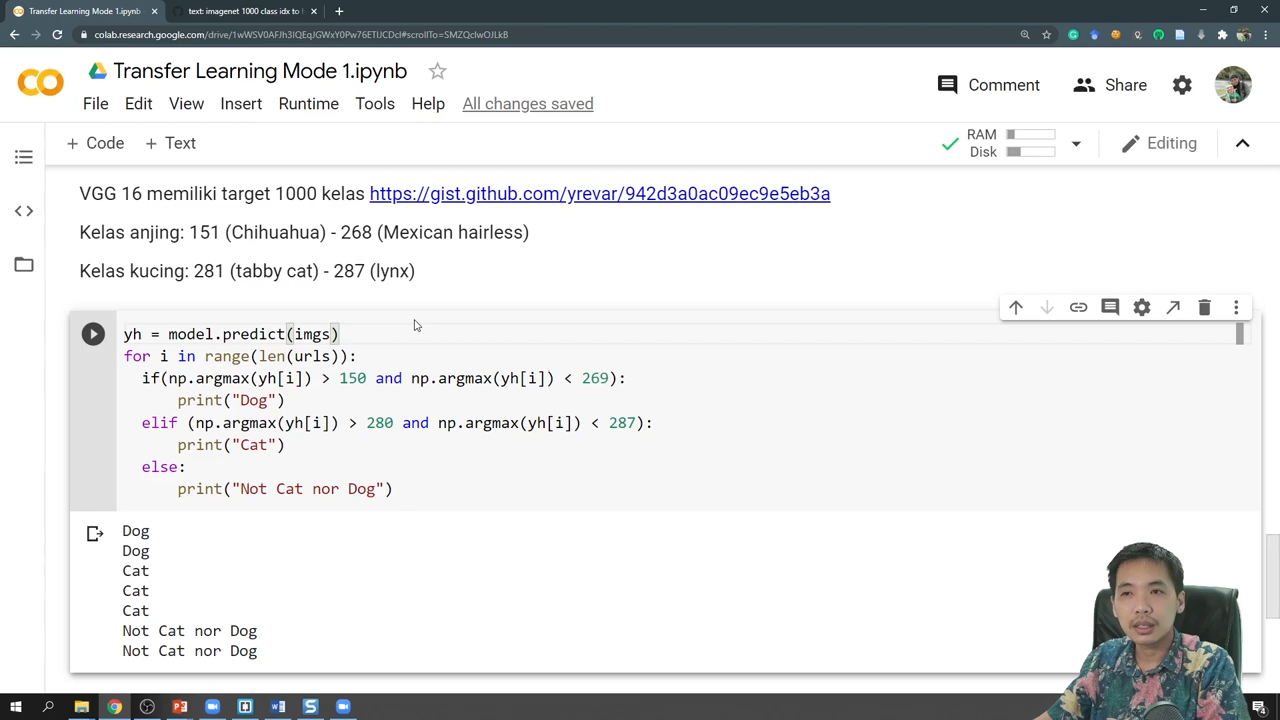 Transfer Learning Mode 1.ipynb
text: imagenet 1000 class idx to
colab.research.google.com/drive/1wWSV0AFJh3IQEqJGWxY0Pw76ETIJCDcI#scrollTo=SMZQclwOJLkB
Transfer Learning Mode 1.ipynb
Comment
Share
File Edit View Insert Runtime Tools Help All changes saved
+ Code + Text
RAM
Disk
Editing
VGG 16 memiliki target 1000 kelas https://gist.github.com/yrevar/942d3a0ac09ec9e5eb3a
Kelas anjing: 151 (Chihuahua) - 268 (Mexican hairless)
Kelas kucing: 281 (tabby cat) - 287 (lynx)
yh = model.predict(imgs)
for i in range(len(urls)):
if(np.argmax(yh[i]) > 150 and np.argmax(yh[i]) < 269):
print("Dog")
elif (np.argmax(yh[i]) > 280 and np.argmax(yh[i]) < 287):
print("Cat")
else:
print("Not Cat nor Dog")
Dog
Dog
Cat
Cat
Cat
Not Cat nor Dog
Not Cat nor Dog